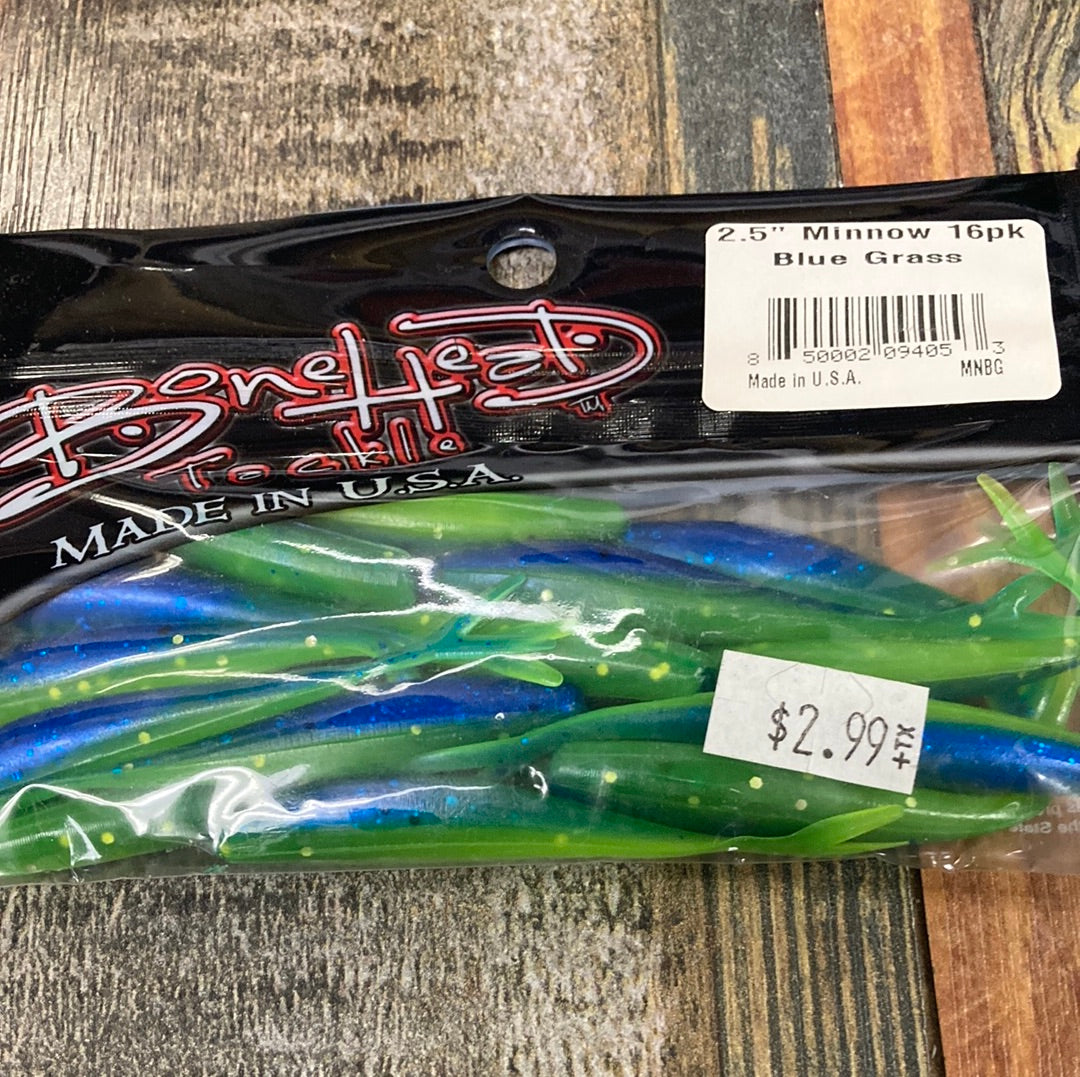 2.5" Minnow 16pk
Blue Grass
8 50002 09405 3
Made in U.S.A. MNBG
BoneHead
Tackle TM
MADE IN U.S.A.
$2.99+TX